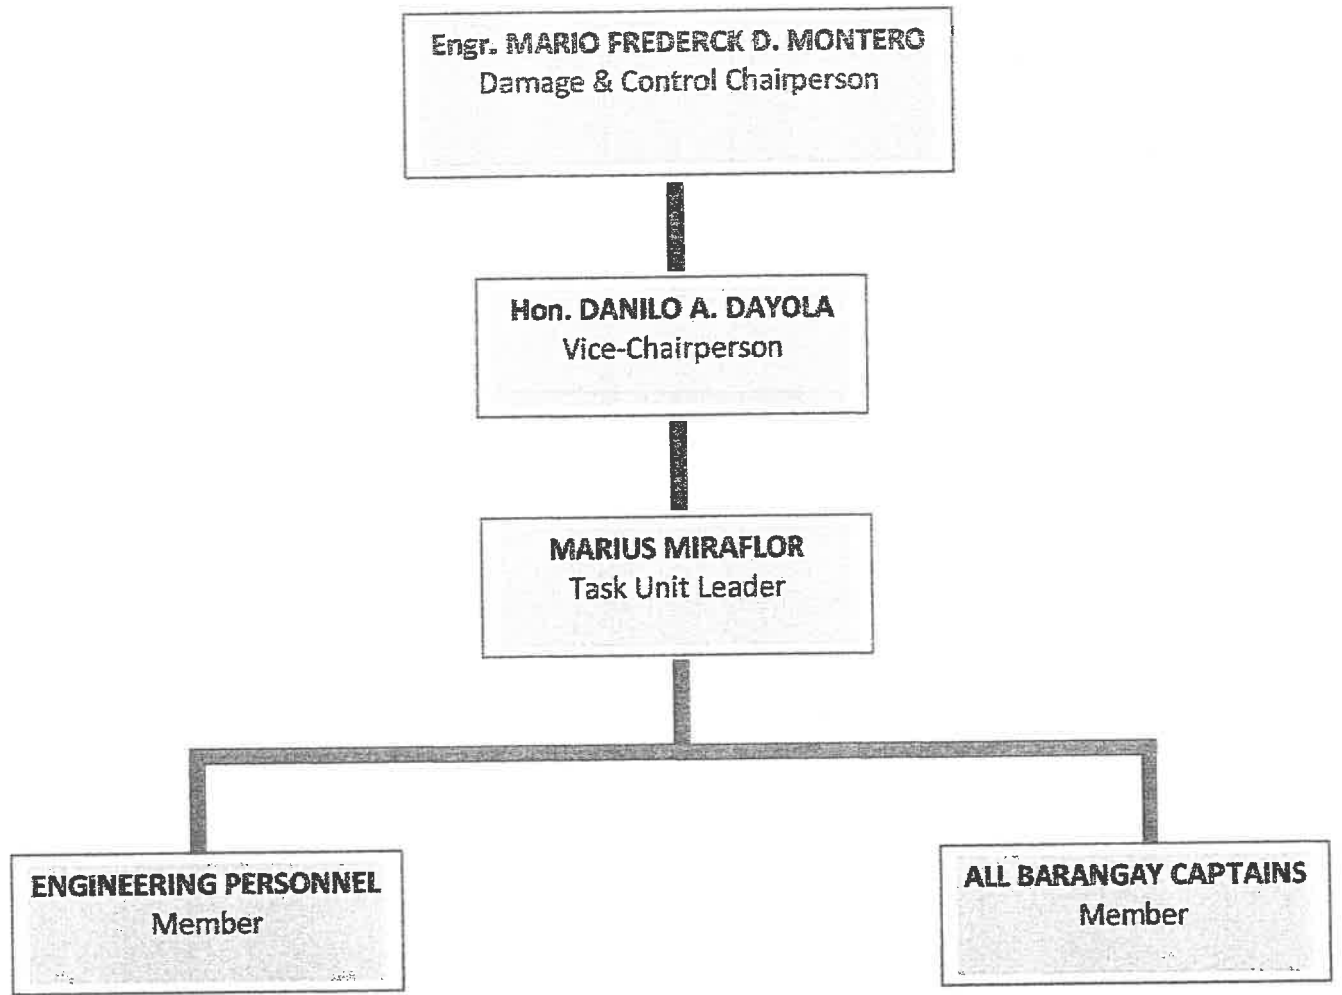 Engr. MARIO FREDERCK D. MONTERO
Damage & Control Chairperson
Hon. DANILO A. DAYOLA
Vice-Chairperson
MARIUS MIRAFLOR
Task Unit Leader
ENGINEERING PERSONNEL
Member
ALL BARANGAY CAPTAINS
Member